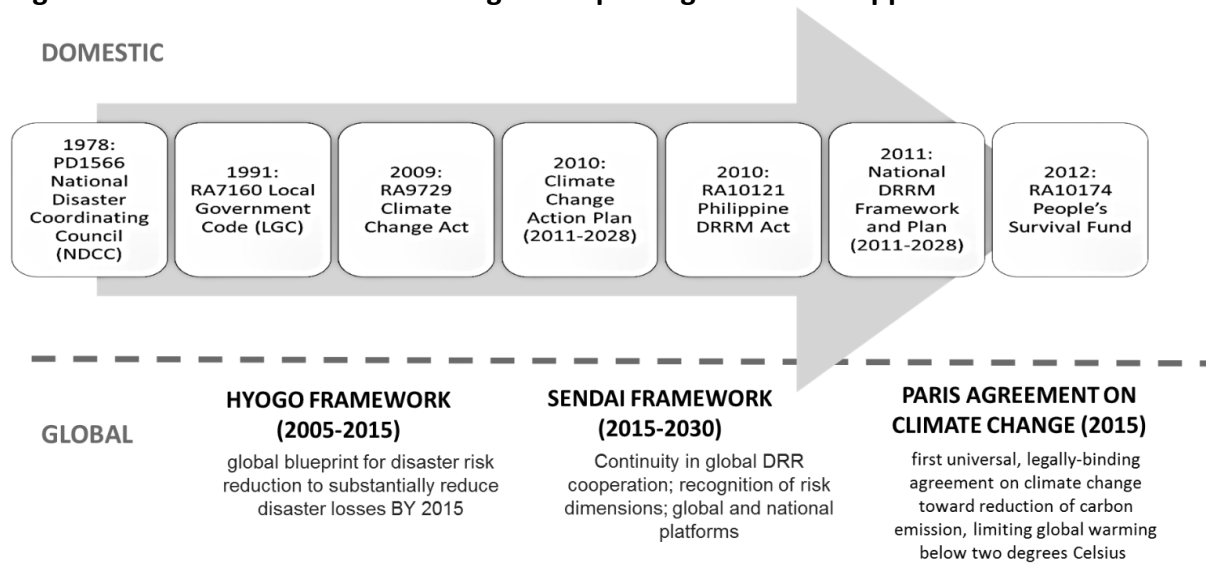 DOMESTIC
1978:
PD1566
National
Disaster
Coordinating
Council
(NDCC)
1991:
RA7160 Local
Government
Code (LGC)
2009:
RA9729
Climate
Change Act
2010:
Climate
Change
Action Plan
(2011-2028)
2010:
RA10121
Philippine
DRRM Act
2011:
National
DRRM
Framework
and Plan
(2011-2028)
2012:
RA10174
People's
Survival Fund
GLOBAL
HYOGO FRAMEWORK
(2005-2015)
global blueprint for disaster risk
reduction to substantially reduce
disaster losses BY 2015
SENDAI FRAMEWORK
(2015-2030)
Continuity in global DRR
cooperation; recognition of risk
dimensions; global and national
platforms
PARIS AGREEMENT ON
CLIMATE CHANGE (2015)
first universal, legally-binding
agreement on climate change
toward reduction of carbon
emission, limiting global warming
below two degrees Celsius